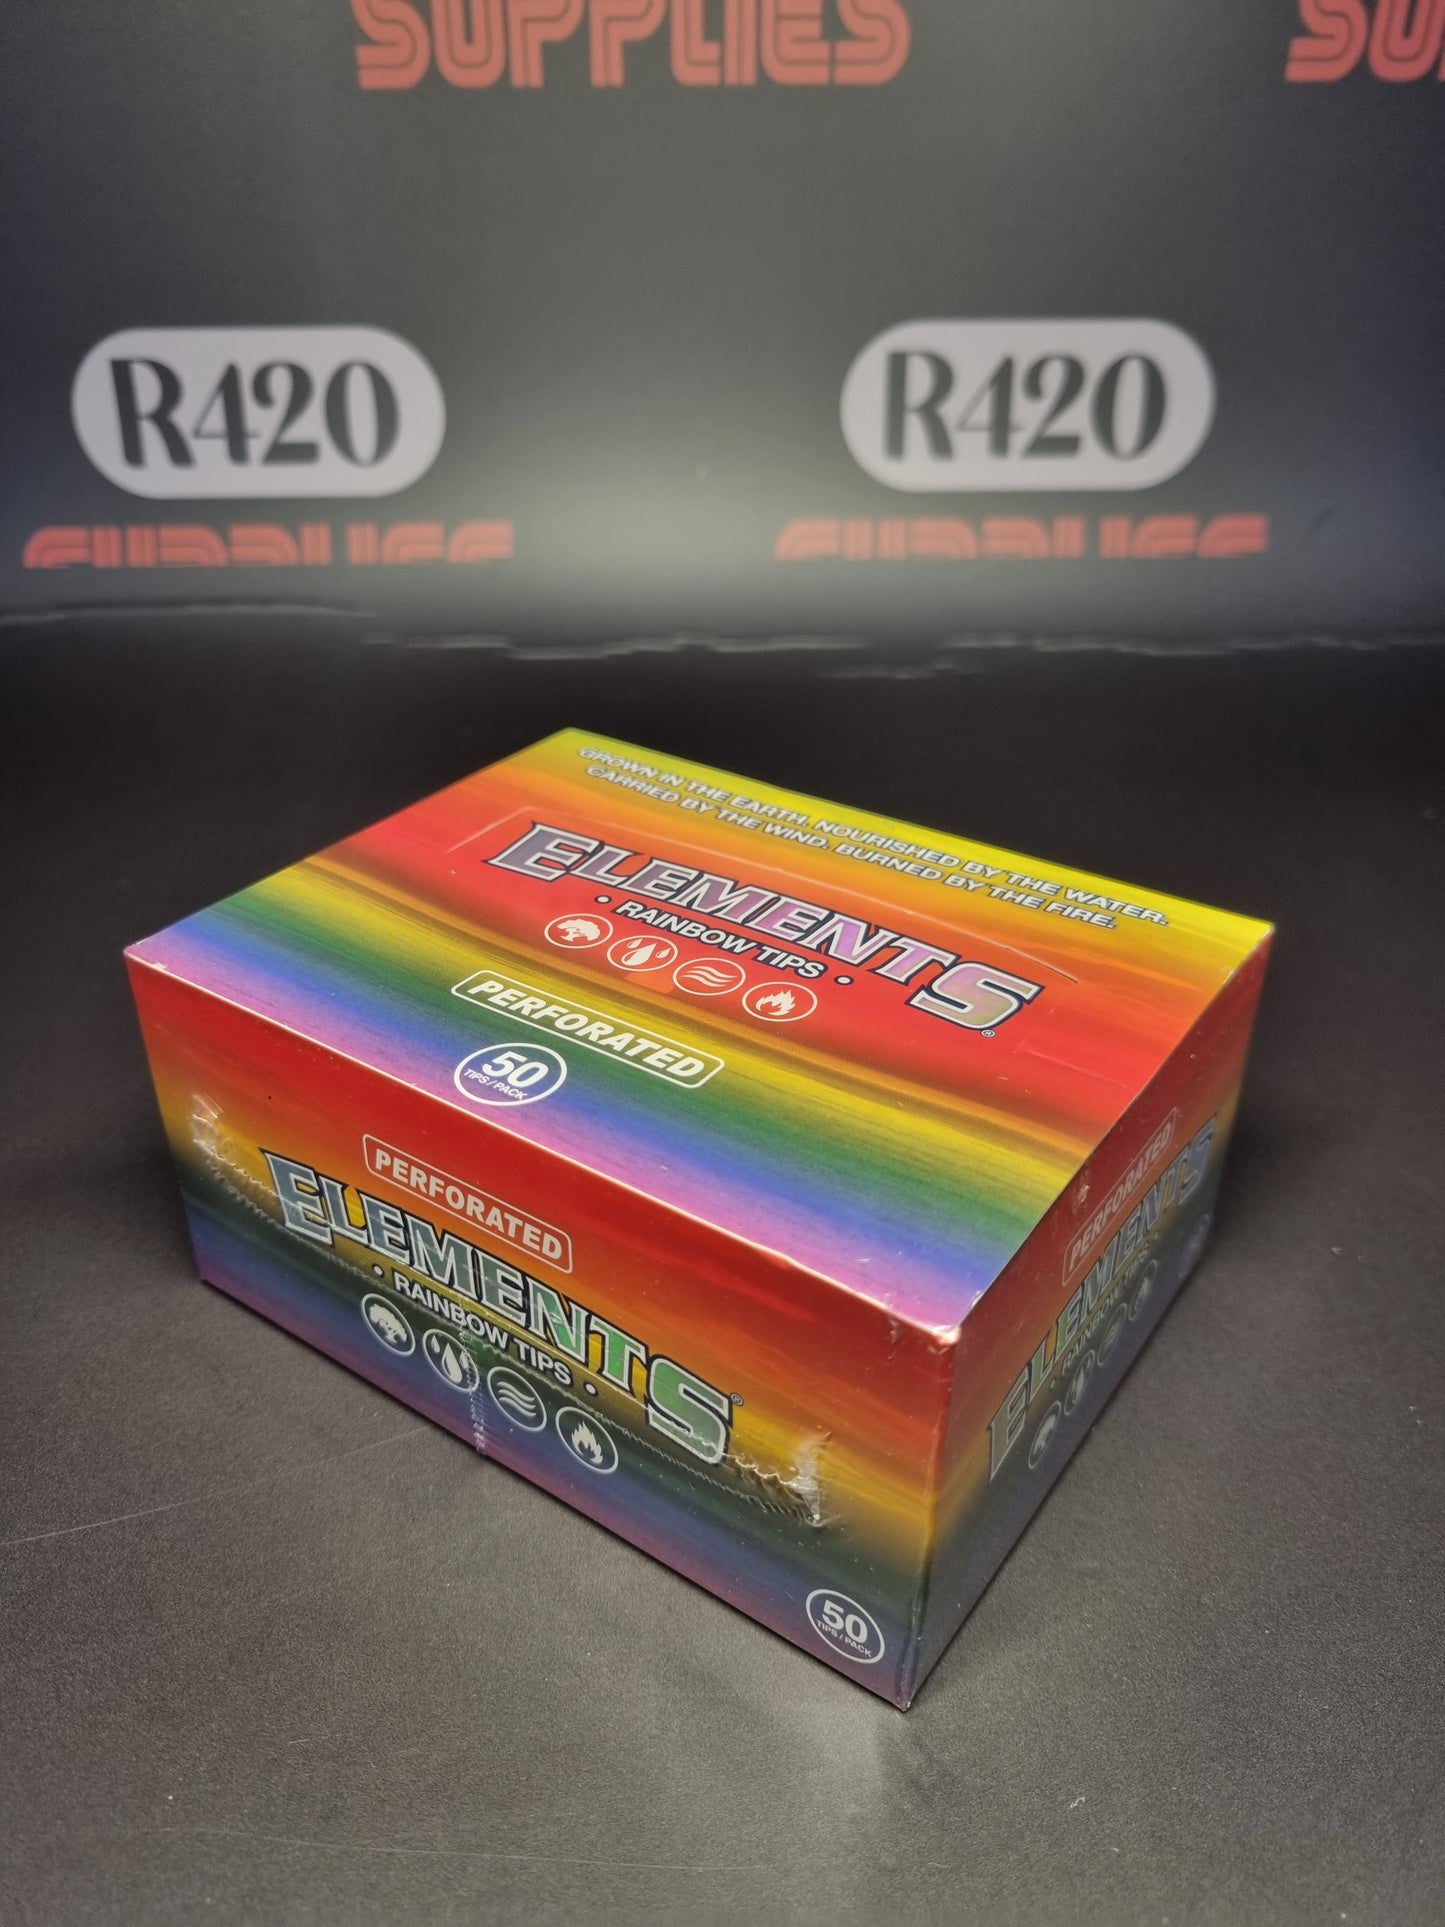 SUPPLIES
R420
R420
GROWN IN THE EARTH. NOURISHED BY THE WATER.
CARRIED BY THE WIND. BURNED BY THE FIRE.
ELEMENTS
• RAINBOW TIPS •
®
PERFORATED
50
TIPS / PACK
PERFORATED
ELEMENTS®
• RAINBOW TIPS •
50
TIPS / PACK
PERFORATED
ELEMENTS
RAINBOW TIPS